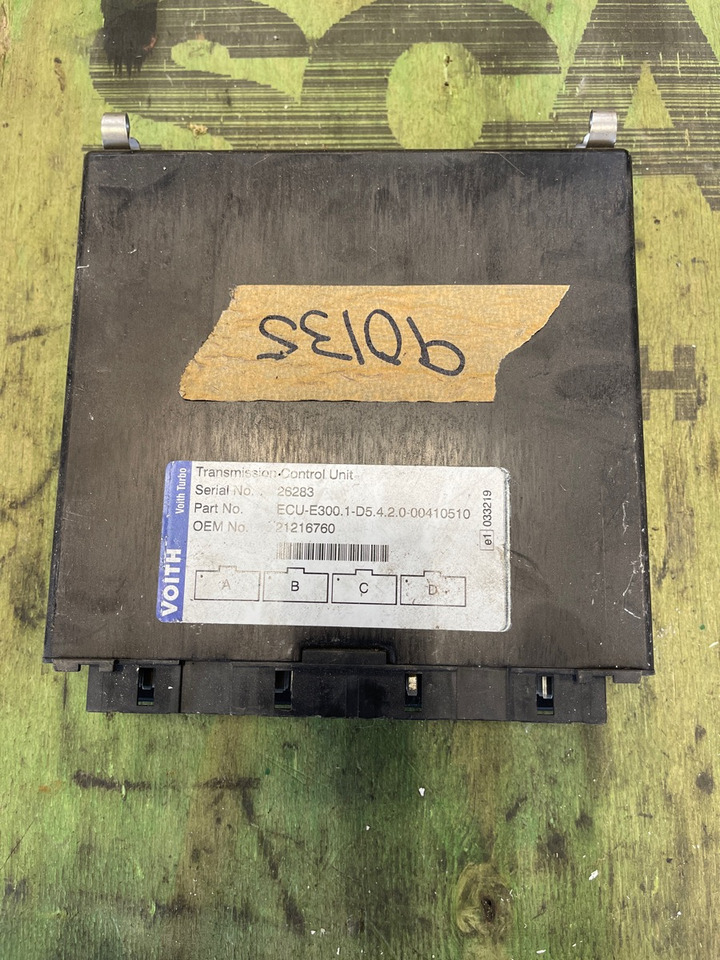 SCA
90135
H
VOITH Voith Turbo
Transmission Control Unit
Serial No. : 26283
Part No. ECU-E300.1-D5.4.2.0-00410510
OEM No. 21216760
e1 033219
A B C D